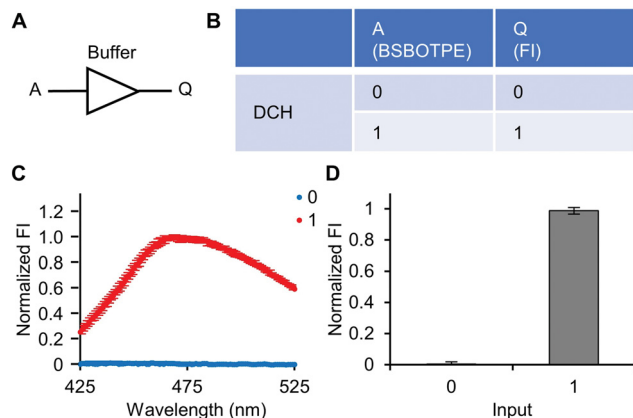 A
Buffer
A
Q
B
A
(BSBOTPE)
Q
(FI)
DCH
0
0
1
1
C
Normalized FI
1.2
1.0
0.8
0.6
0.4
0.2
0
425
475
525
Wavelength (nm)
0
1
D
Normalized FI
1
0.8
0.6
0.4
0.2
0
0
1
Input